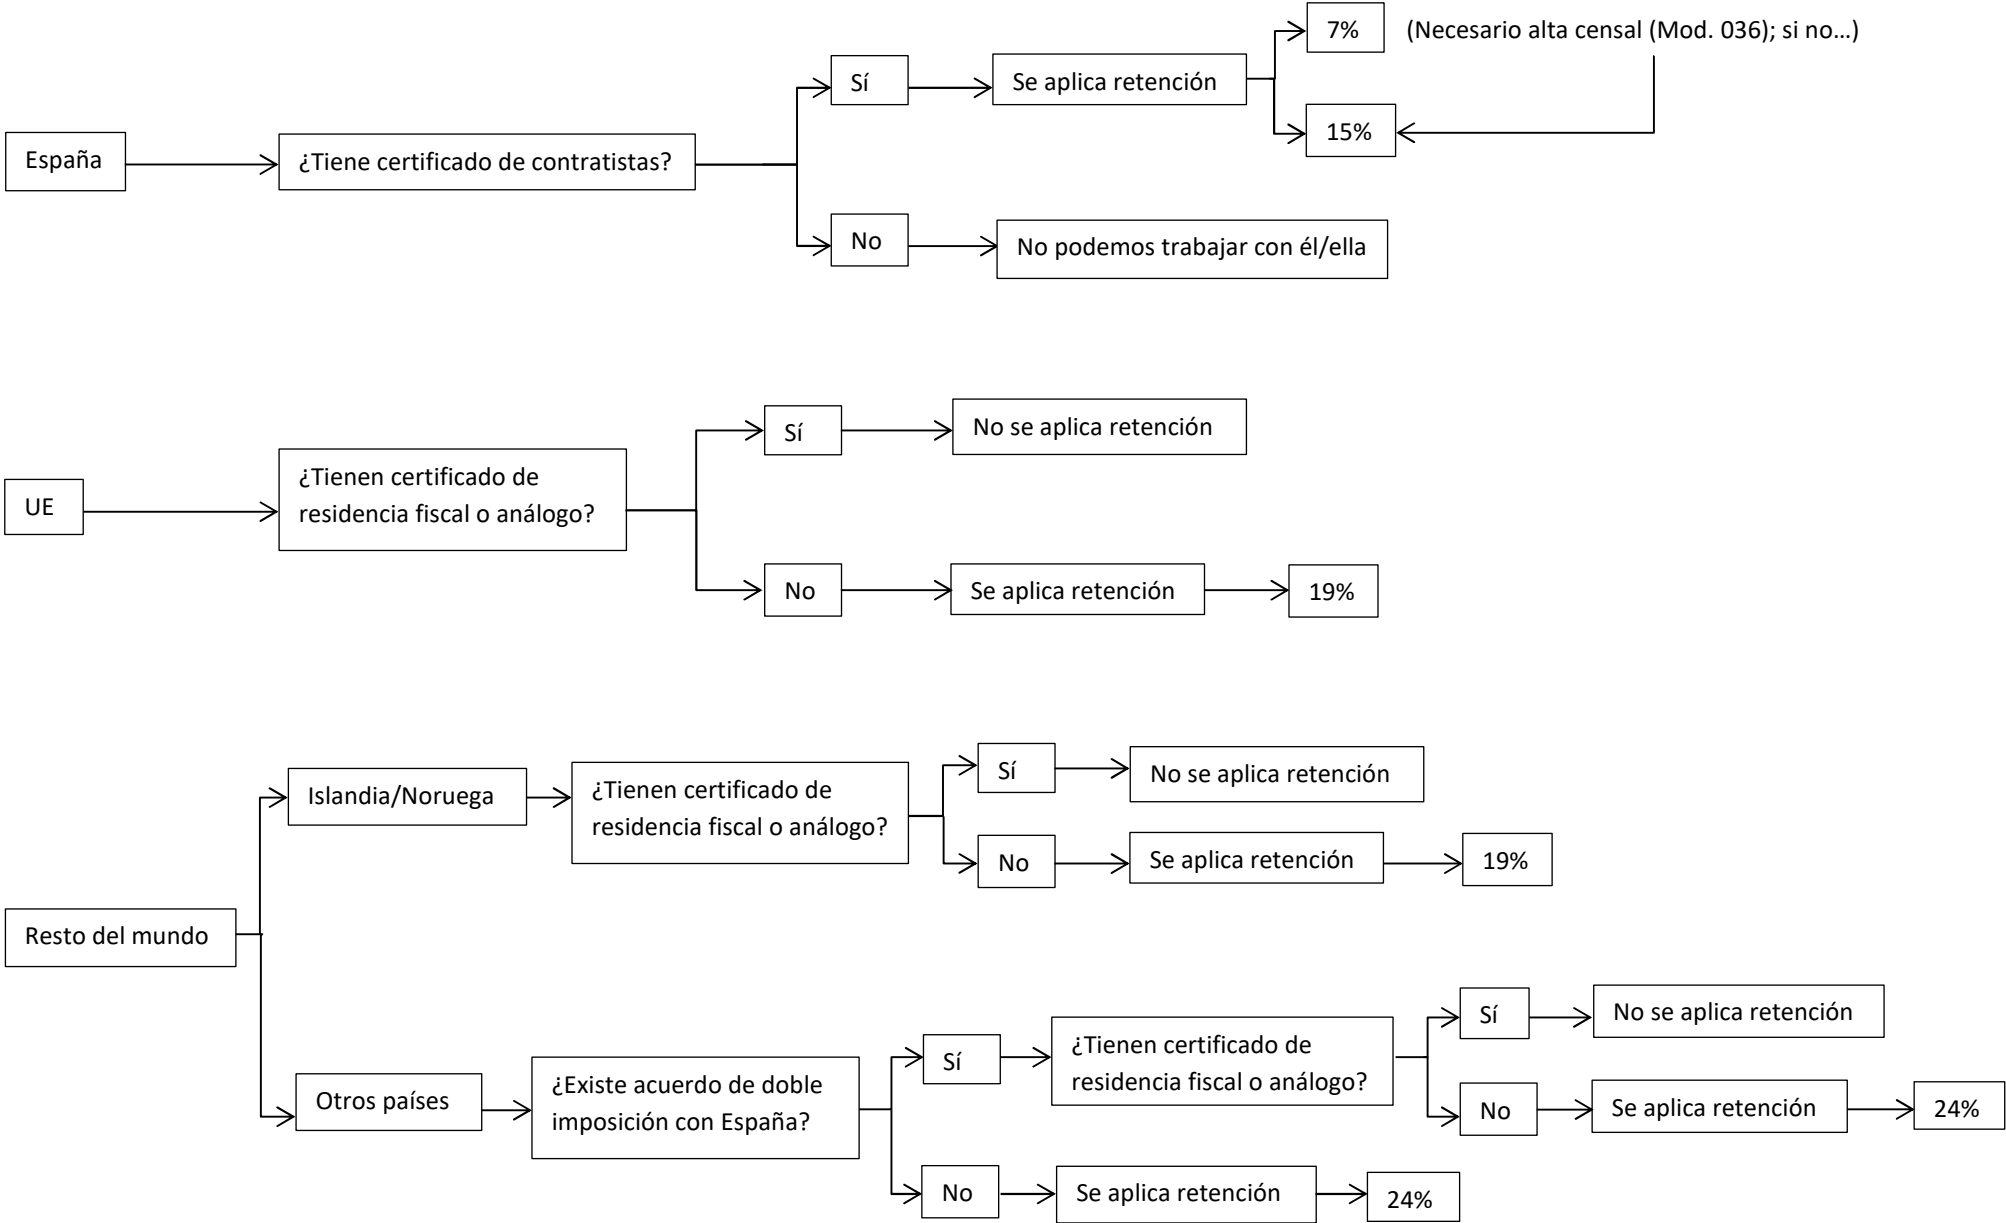 España
¿Tiene certificado de contratistas?
Sí
Se aplica retención
7%
(Necesario alta censal (Mod. 036); si no…)
15%
No
No podemos trabajar con él/ella
UE
¿Tienen certificado de
residencia fiscal o análogo?
Sí
No se aplica retención
No
Se aplica retención
19%
Resto del mundo
Islandia/Noruega
¿Tienen certificado de
residencia fiscal o análogo?
Sí
No se aplica retención
No
Se aplica retención
19%
Otros países
¿Existe acuerdo de doble
imposición con España?
Sí
¿Tienen certificado de
residencia fiscal o análogo?
Sí
No se aplica retención
No
Se aplica retención
24%
No
Se aplica retención
24%